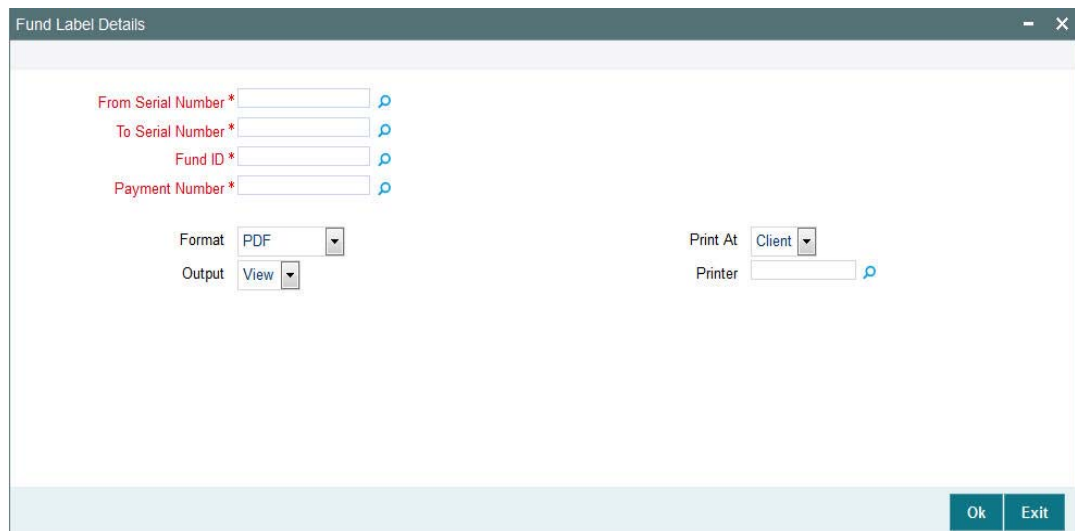 Fund Label Details
From Serial Number *
To Serial Number *
Fund ID *
Payment Number *
Format PDF
Print At Client
Output View
Printer
Ok Exit